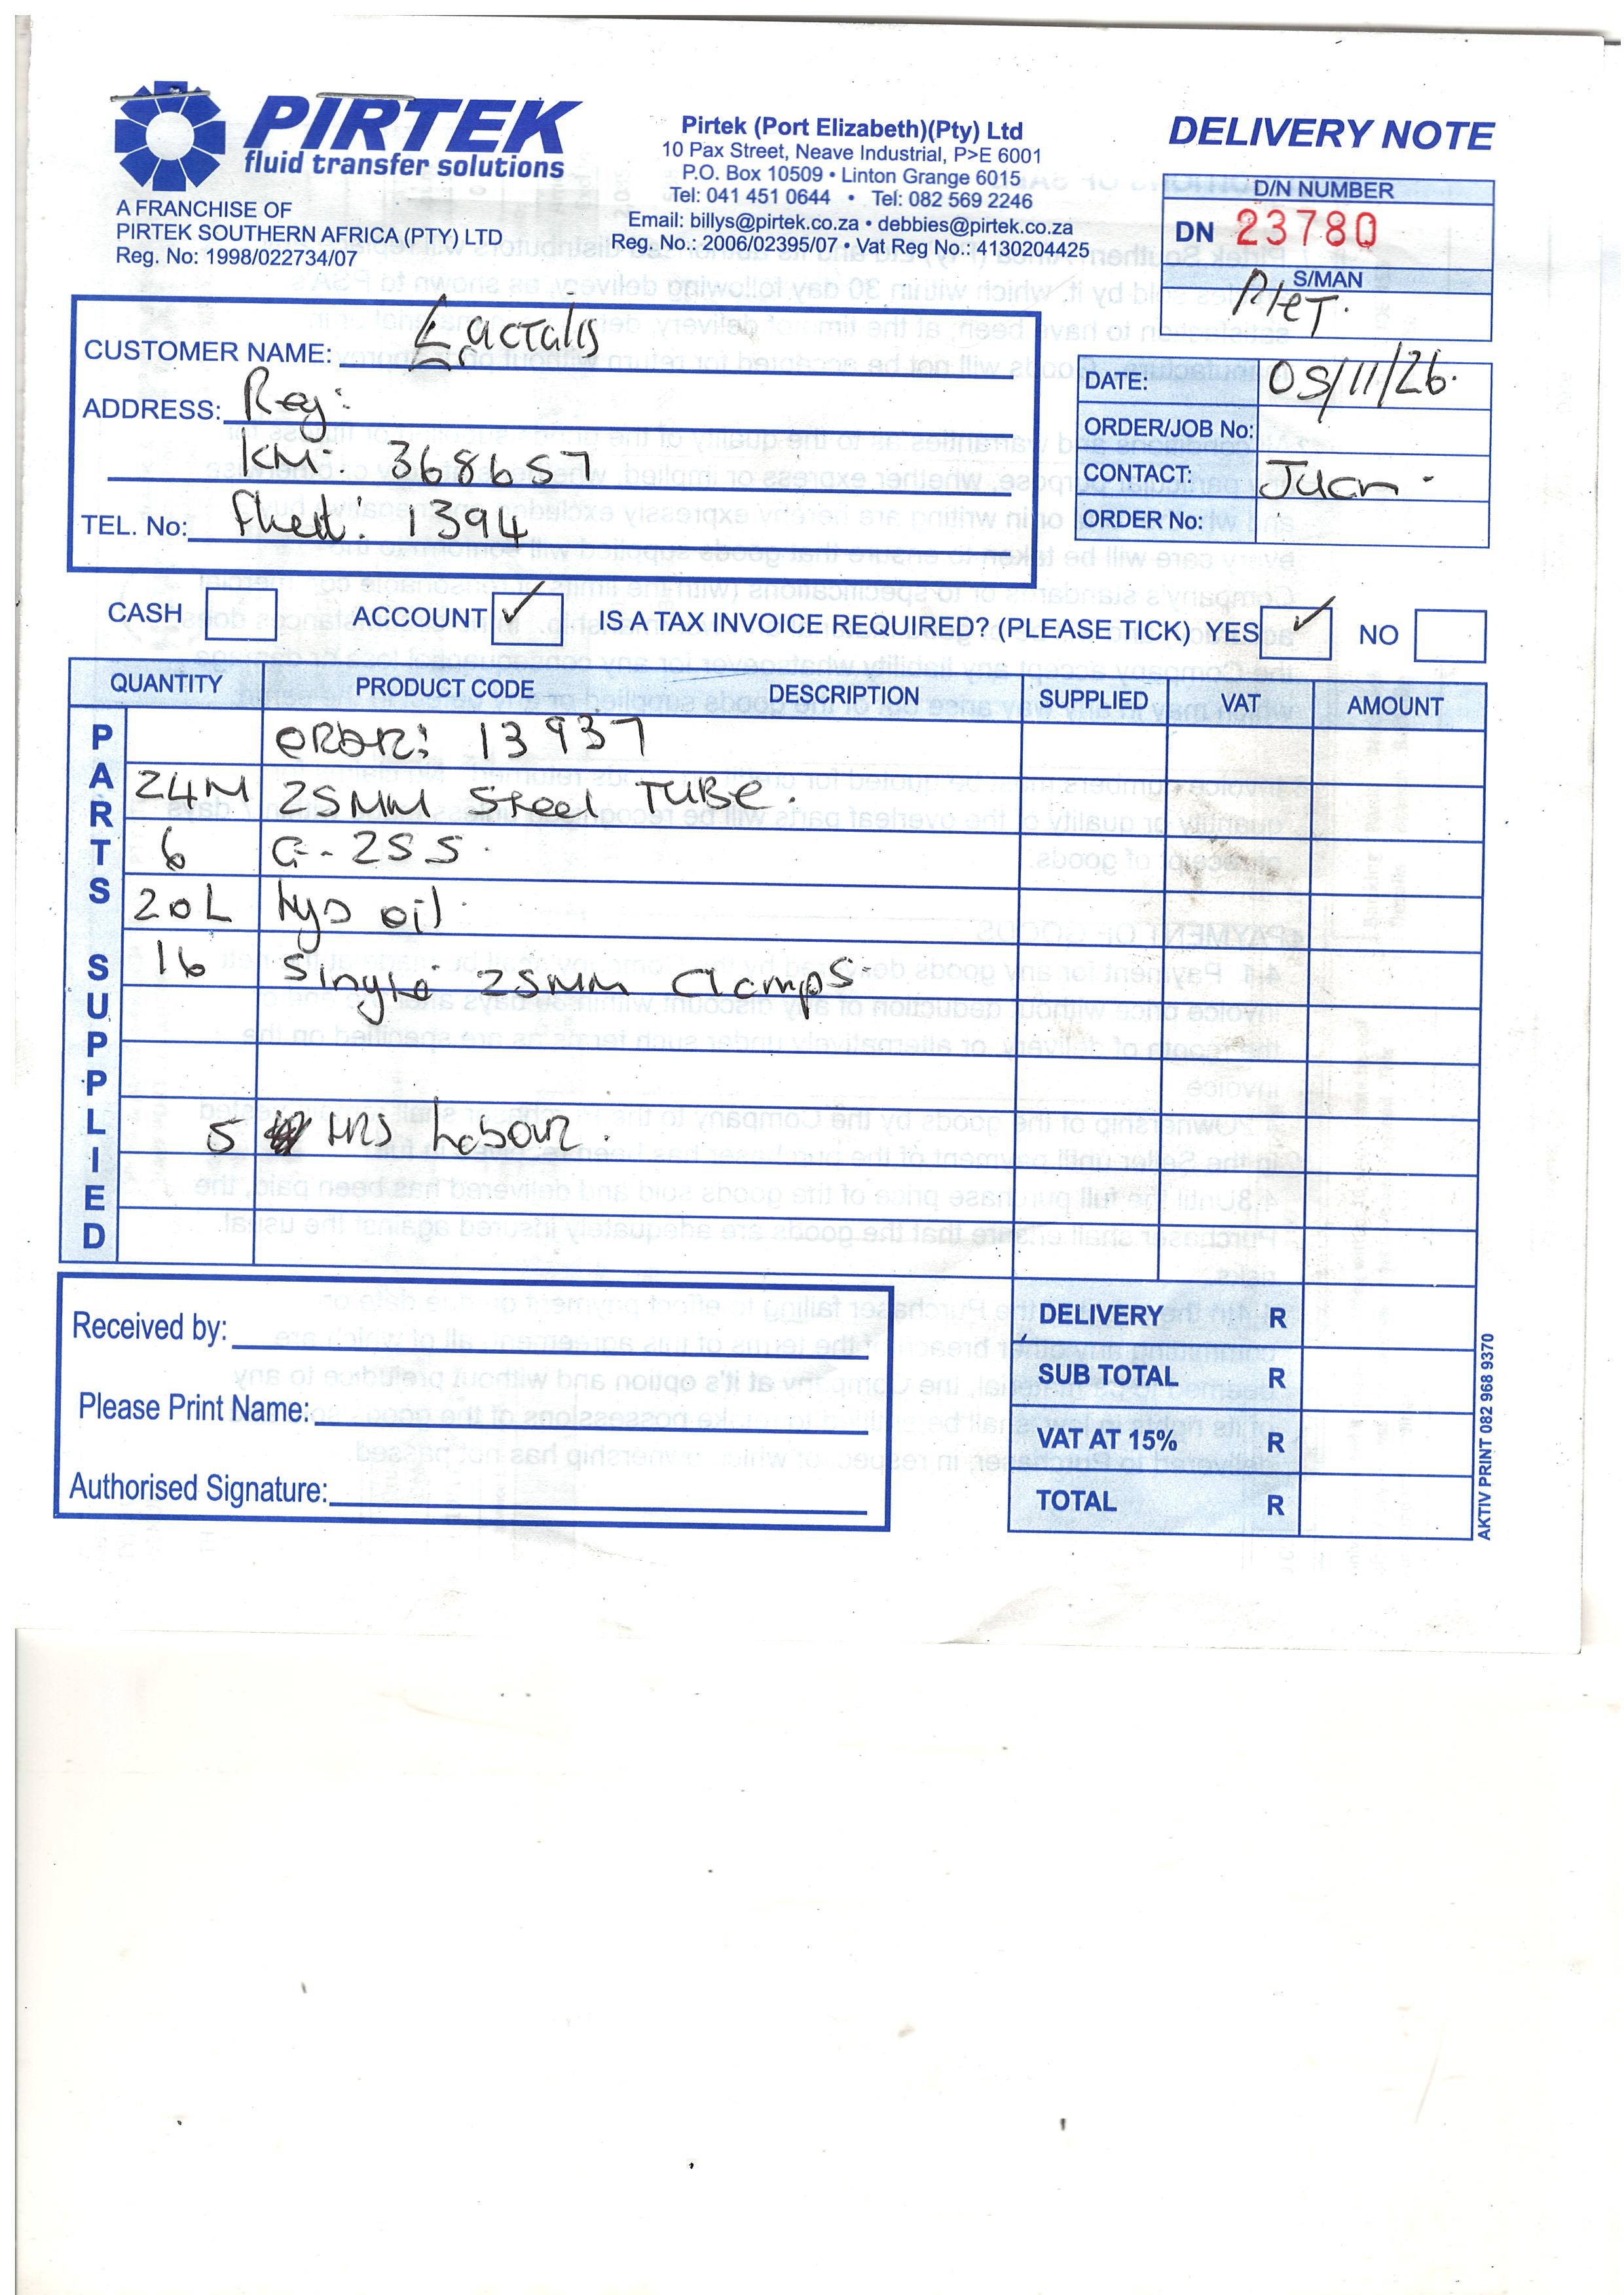 PIRTEK
fluid transfer solutions
A FRANCHISE OF
PIRTEK SOUTHERN AFRICA (PTY) LTD
Reg. No: 1998/022734/07
Pirtek (Port Elizabeth)(Pty) Ltd
10 Pax Street, Neave Industrial, P>E 6001
P.O. Box 10509 • Linton Grange 6015
Tel: 041 451 0644 • Tel: 082 569 2246
Email: billys@pirtek.co.za • debbies@pirtek.co.za
Reg. No.: 2006/02395/07 • Vat Reg No.: 4130204425
DELIVERY NOTE
D/N NUMBER
DN 23780
S/MAN
Piet.
CUSTOMER NAME: Lactalis
ADDRESS: Reg:
KM: 368657
TEL. No: fleet: 1394
DATE: 05/11/26
ORDER/JOB No:
CONTACT: Juan
ORDER No:
CASH ACCOUNT ✓ IS A TAX INVOICE REQUIRED? (PLEASE TICK) YES ✓ NO
QUANTITY PRODUCT CODE DESCRIPTION SUPPLIED VAT AMOUNT
PARTS SUPPLIED
ORDER: 13937
24M 25MM Steel TUBE.
6 G-25S
20L hyd oil
16 Single 25MM Clamps
5 HRS Labour.
Received by:
Please Print Name:
Authorised Signature:
DELIVERY R
SUB TOTAL R
VAT AT 15% R
TOTAL R
AKTIV PRINT 082 968 9370